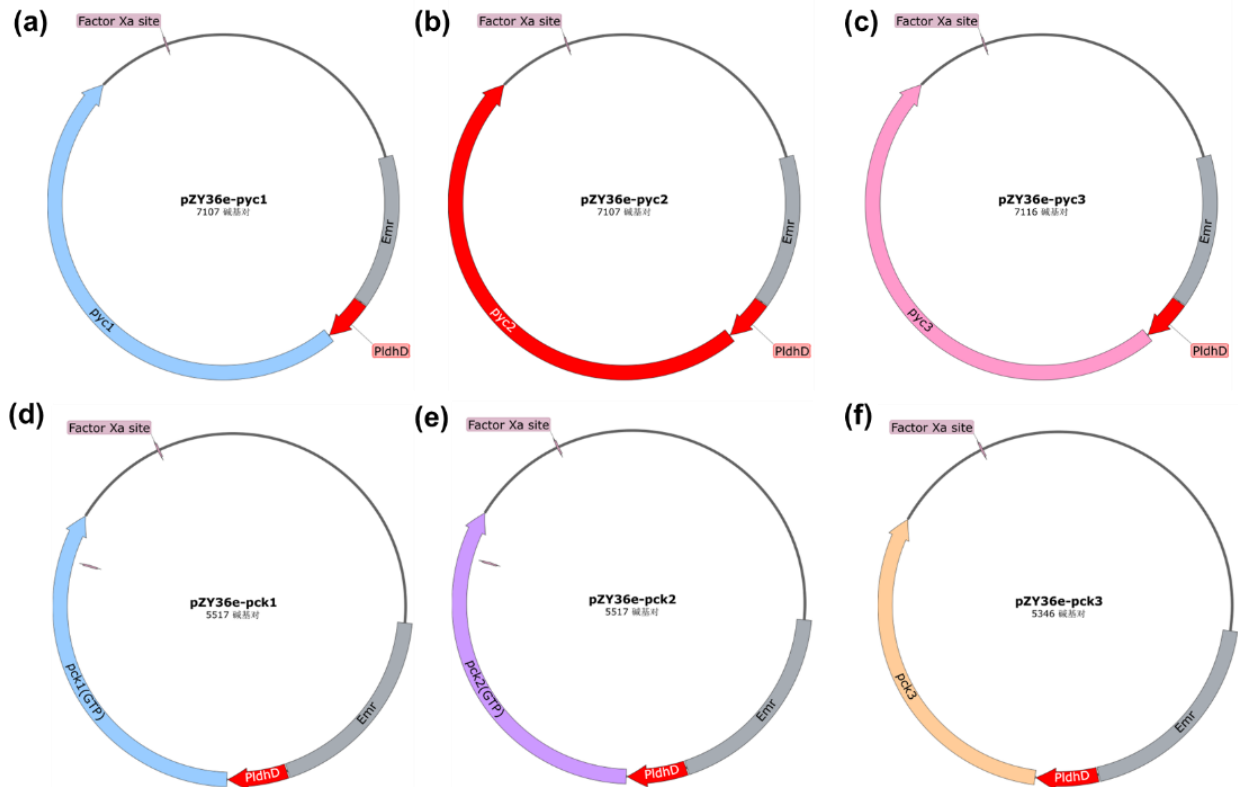 (a)
Factor Xa site
pZY36e-pyc1
7107 碱基对
Emr
pyc1
PldhD
(b)
Factor Xa site
pZY36e-pyc2
7107 碱基对
Emr
pyc2
PldhD
(c)
Factor Xa site
pZY36e-pyc3
7116 碱基对
Emr
pyc3
PldhD
(d)
Factor Xa site
pZY36e-pck1
5517 碱基对
pck1(GTP)
Emr
PldhD
(e)
Factor Xa site
pZY36e-pck2
5517 碱基对
pck2(GTP)
Emr
PldhD
(f)
Factor Xa site
pZY36e-pck3
5346 碱基对
pck3
Emr
PldhD